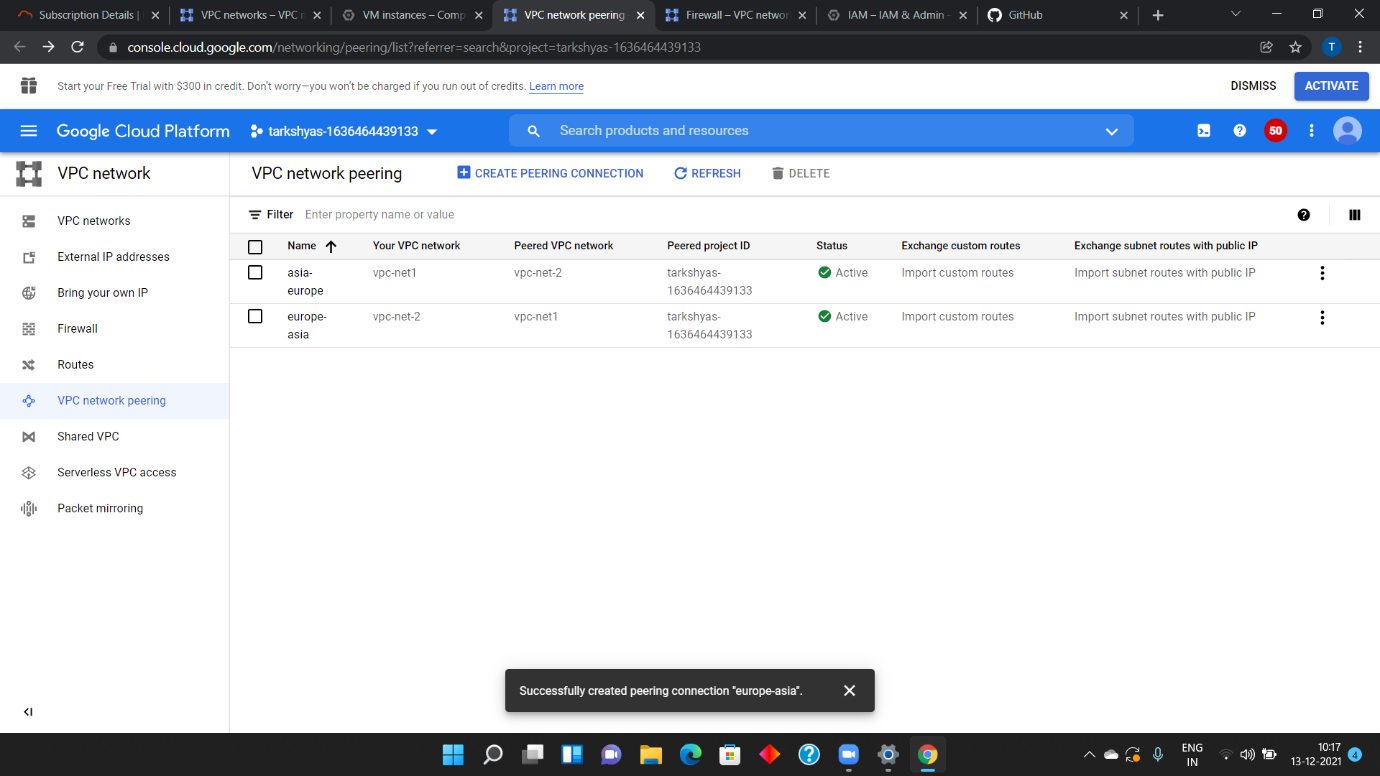 Subscription Details |
VPC networks – VPC n
VM instances – Comp
VPC network peering
Firewall – VPC networ
IAM – IAM & Admin –
GitHub
console.cloud.google.com/networking/peering/list?referrer=search&project=tarkshyas-1636464439133
T
Start your Free Trial with $300 in credit. Don't worry—you won't be charged if you run out of credits. Learn more
DISMISS
ACTIVATE
Google Cloud Platform
tarkshyas-1636464439133
Search products and resources
50
VPC network
VPC network peering
CREATE PEERING CONNECTION
REFRESH
DELETE
VPC networks
External IP addresses
Bring your own IP
Firewall
Routes
VPC network peering
Shared VPC
Serverless VPC access
Packet mirroring
Filter Enter property name or value
Name Your VPC network Peered VPC network Peered project ID Status Exchange custom routes Exchange subnet routes with public IP
asia- vpc-net1 vpc-net-2 tarkshyas- Active Import custom routes Import subnet routes with public IP
europe 1636464439133
europe- vpc-net-2 vpc-net1 tarkshyas- Active Import custom routes Import subnet routes with public IP
asia 1636464439133
Successfully created peering connection "europe-asia".
ENG
IN
10:17
13-12-2021
4